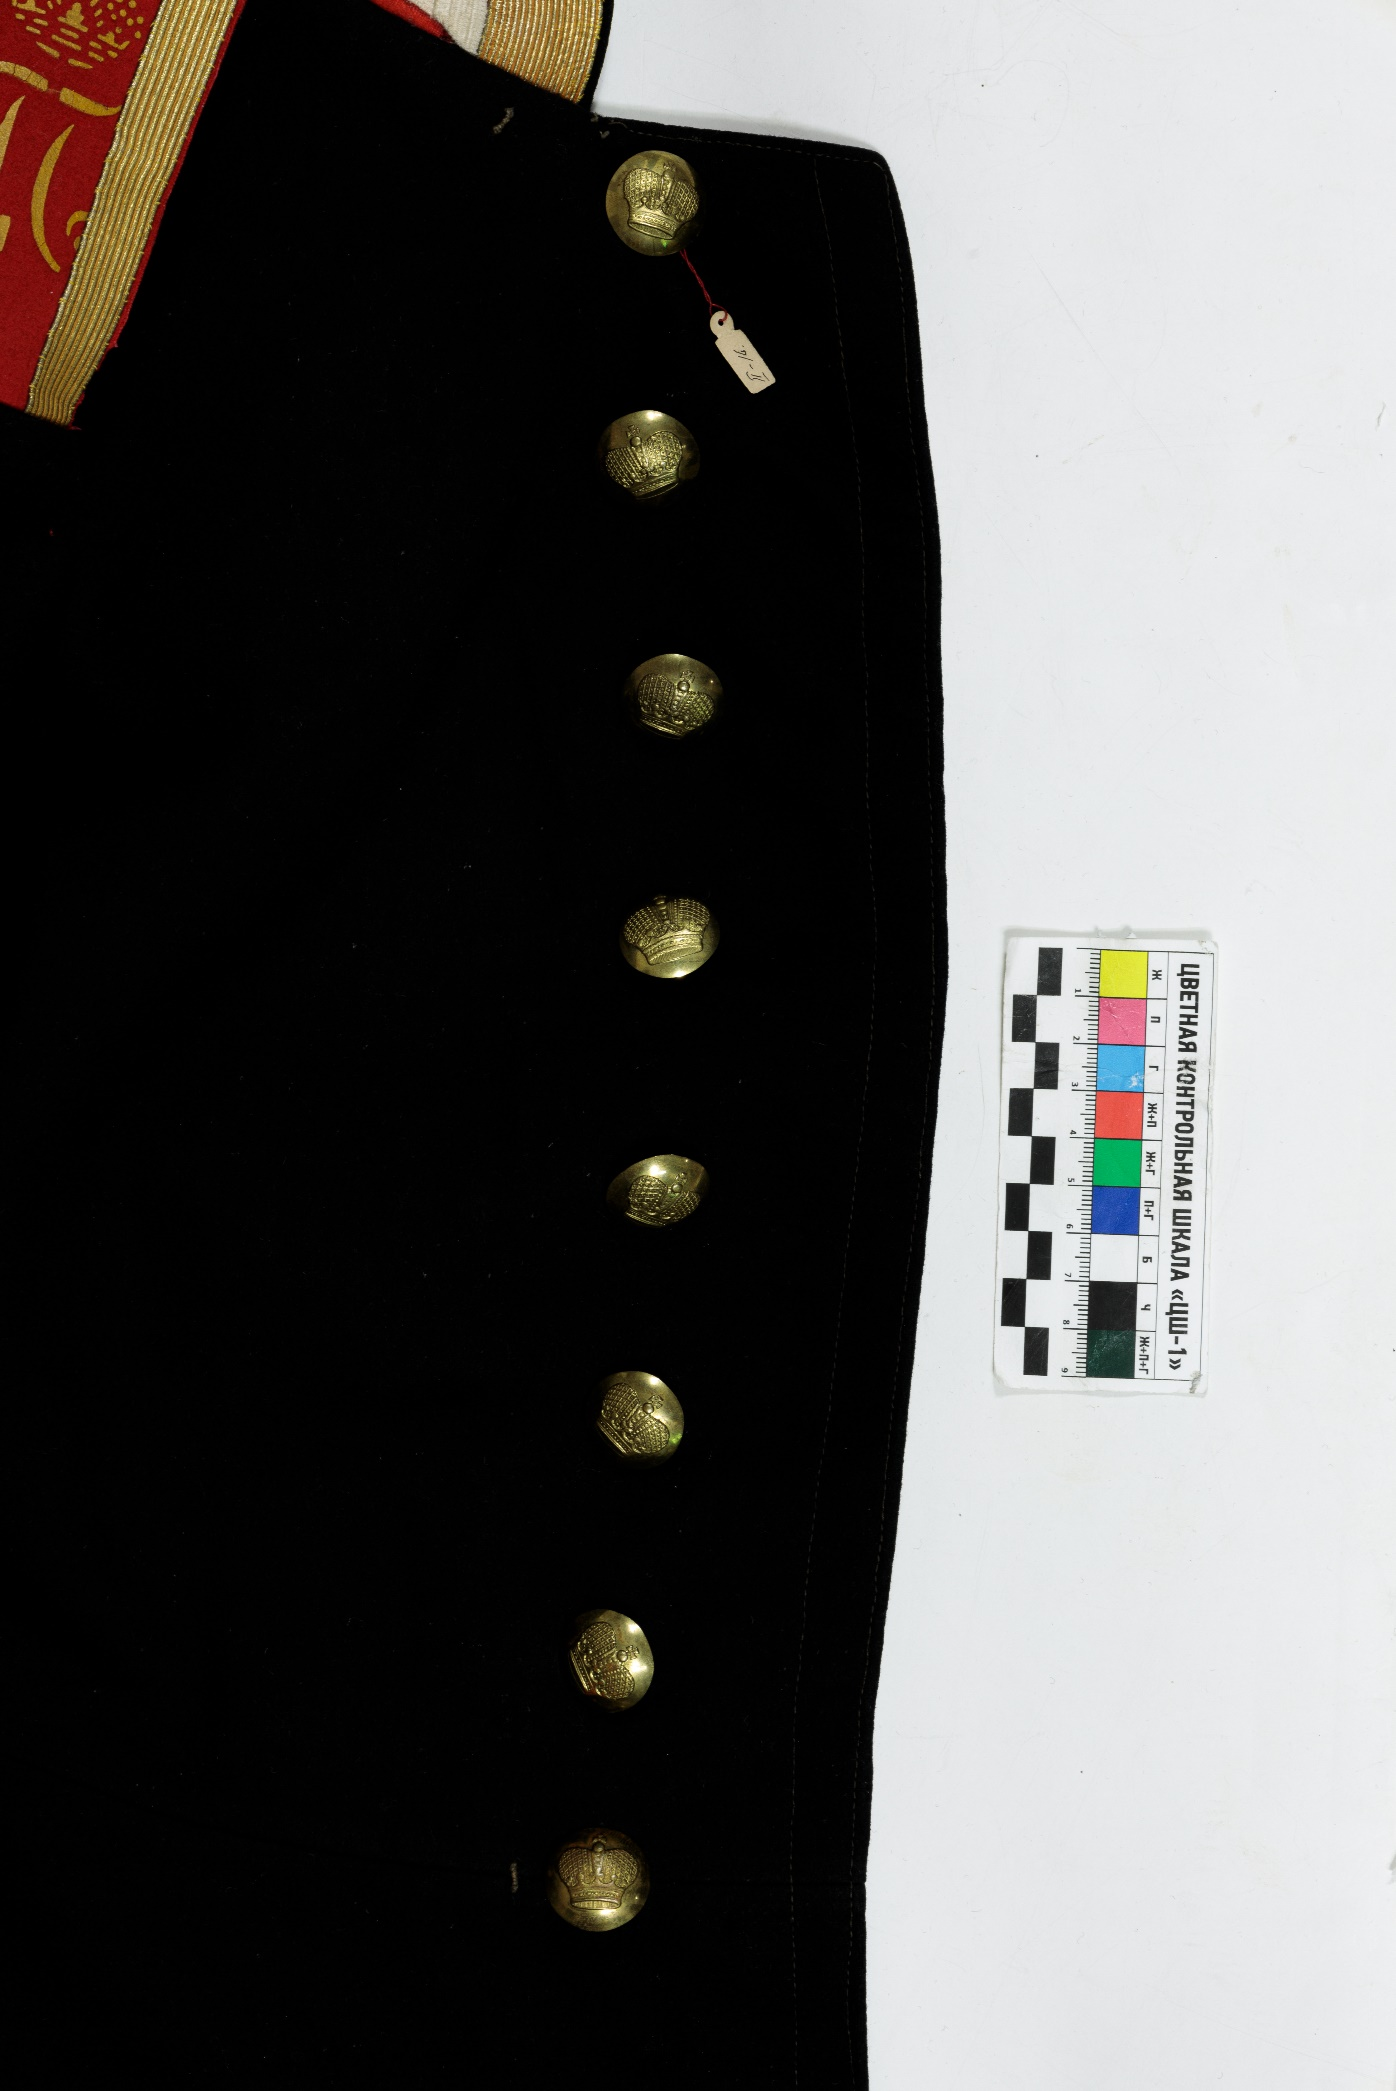 ЦВЕТНАЯ КОНТРОЛЬНАЯ ШКАЛА «ЦШ-1»
Ж П Г Ж+П Ж+Г П+Г Б Ч Ж+П+Г
1 2 3 4 5 6 7 8 9